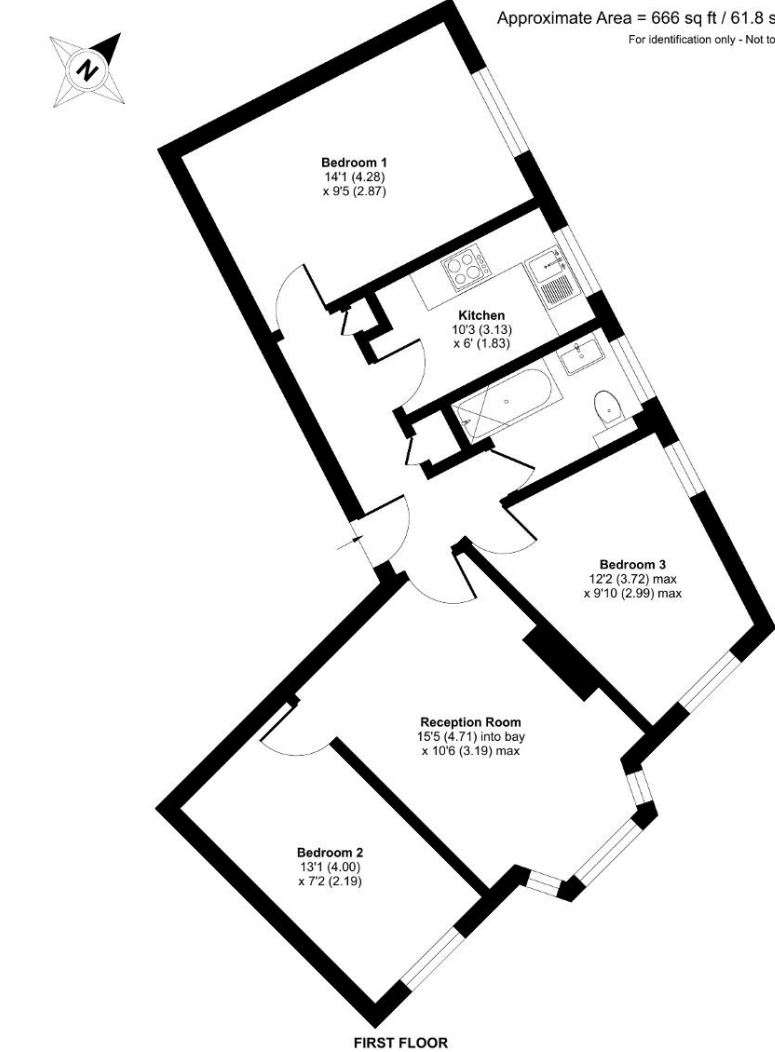 Approximate Area = 666 sq ft / 61.8 s
For identification only - Not to
N
Bedroom 1
14'1 (4.28)
x 9'5 (2.87)
Kitchen
10'3 (3.13)
x 6' (1.83)
Bedroom 3
12'2 (3.72) max
x 9'10 (2.99) max
Reception Room
15'5 (4.71) into bay
x 10'6 (3.19) max
Bedroom 2
13'1 (4.00)
x 7'2 (2.19)
FIRST FLOOR